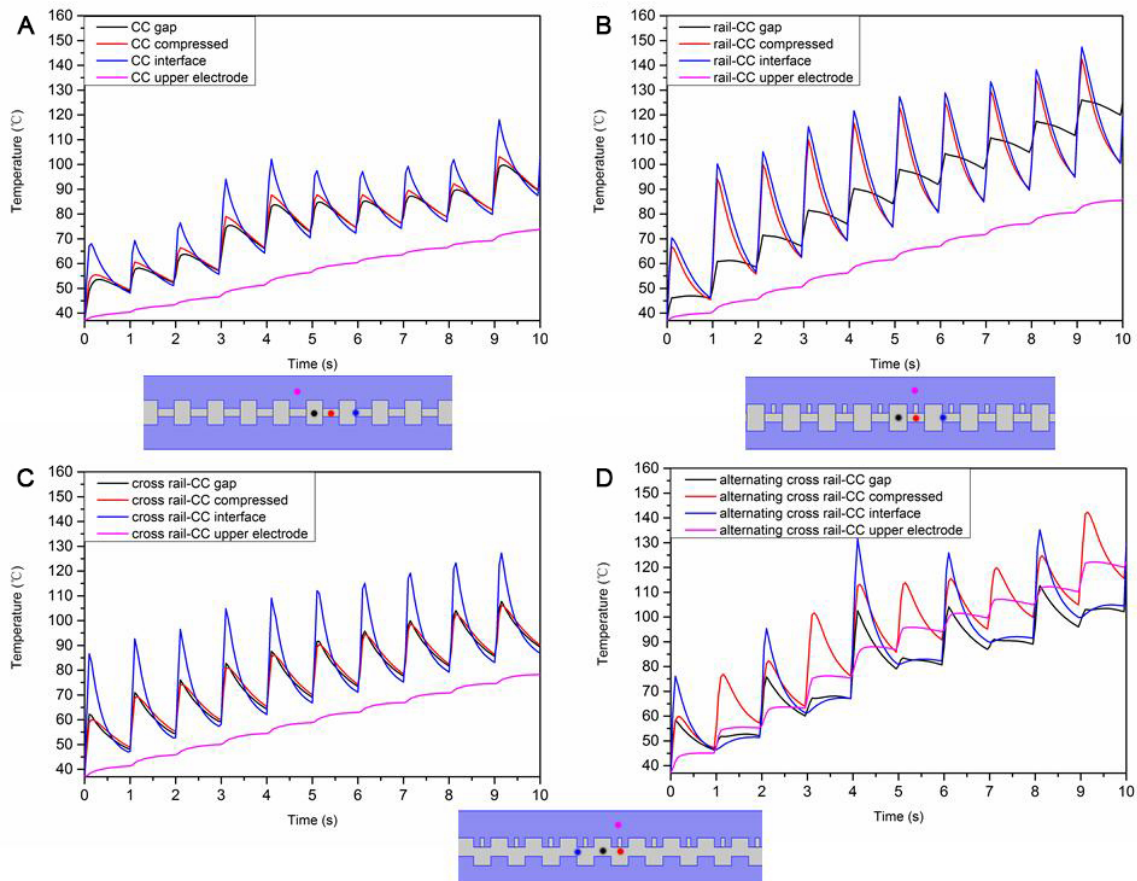 A
CC gap
CC compressed
CC interface
CC upper electrode
160
150
140
130
120
110
100
90
80
70
60
50
40
Temperature (℃)
0 1 2 3 4 5 6 7 8 9 10
Time (s)
B
rail-CC gap
rail-CC compressed
rail-CC interface
rail-CC upper electrode
160
150
140
130
120
110
100
90
80
70
60
50
40
Temperature (℃)
0 1 2 3 4 5 6 7 8 9 10
Time (s)
C
cross rail-CC gap
cross rail-CC compressed
cross rail-CC interface
cross rail-CC upper electrode
160
150
140
130
120
110
100
90
80
70
60
50
40
Temperature (℃)
0 1 2 3 4 5 6 7 8 9 10
Time (s)
D
alternating cross rail-CC gap
alternating cross rail-CC compressed
alternating cross rail-CC interface
alternating cross rail-CC upper electrode
160
150
140
130
120
110
100
90
80
70
60
50
40
Temperature (℃)
0 1 2 3 4 5 6 7 8 9 10
Time (s)